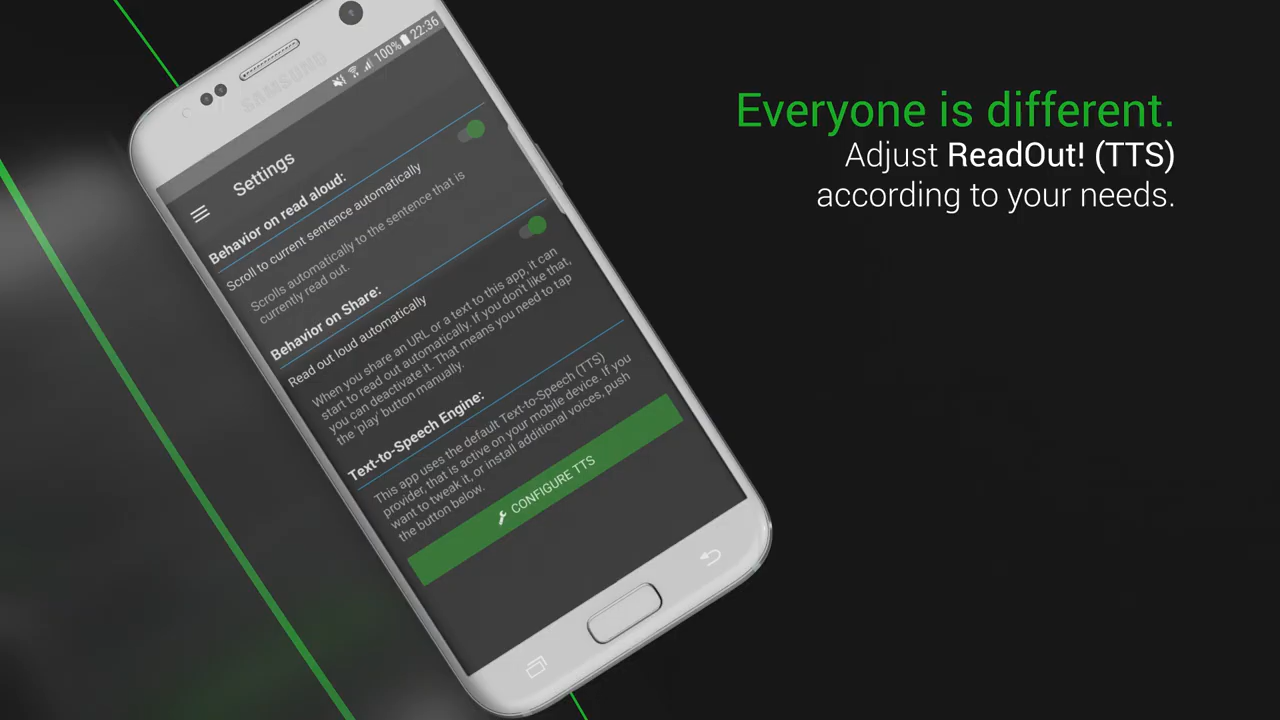 Everyone is different.
Adjust ReadOut! (TTS)
according to your needs.
SAMSUNG
100% 22:36
Settings
Behavior on read aloud:
Scroll to current sentence automatically
Scrolls automatically to the sentence that is
currently read out.
Behavior on Share:
Read out loud automatically
When you share an URL or a text to this app, it can
start to read out automatically. If you don't like that,
you can deactivate it. That means you need to tap
the 'play' button manually.
Text-to-Speech Engine:
This app uses the default Text-to-Speech (TTS)
provider, that is active on your mobile device. If you
want to tweak it, or install additional voices, push
the button below.
CONFIGURE TTS